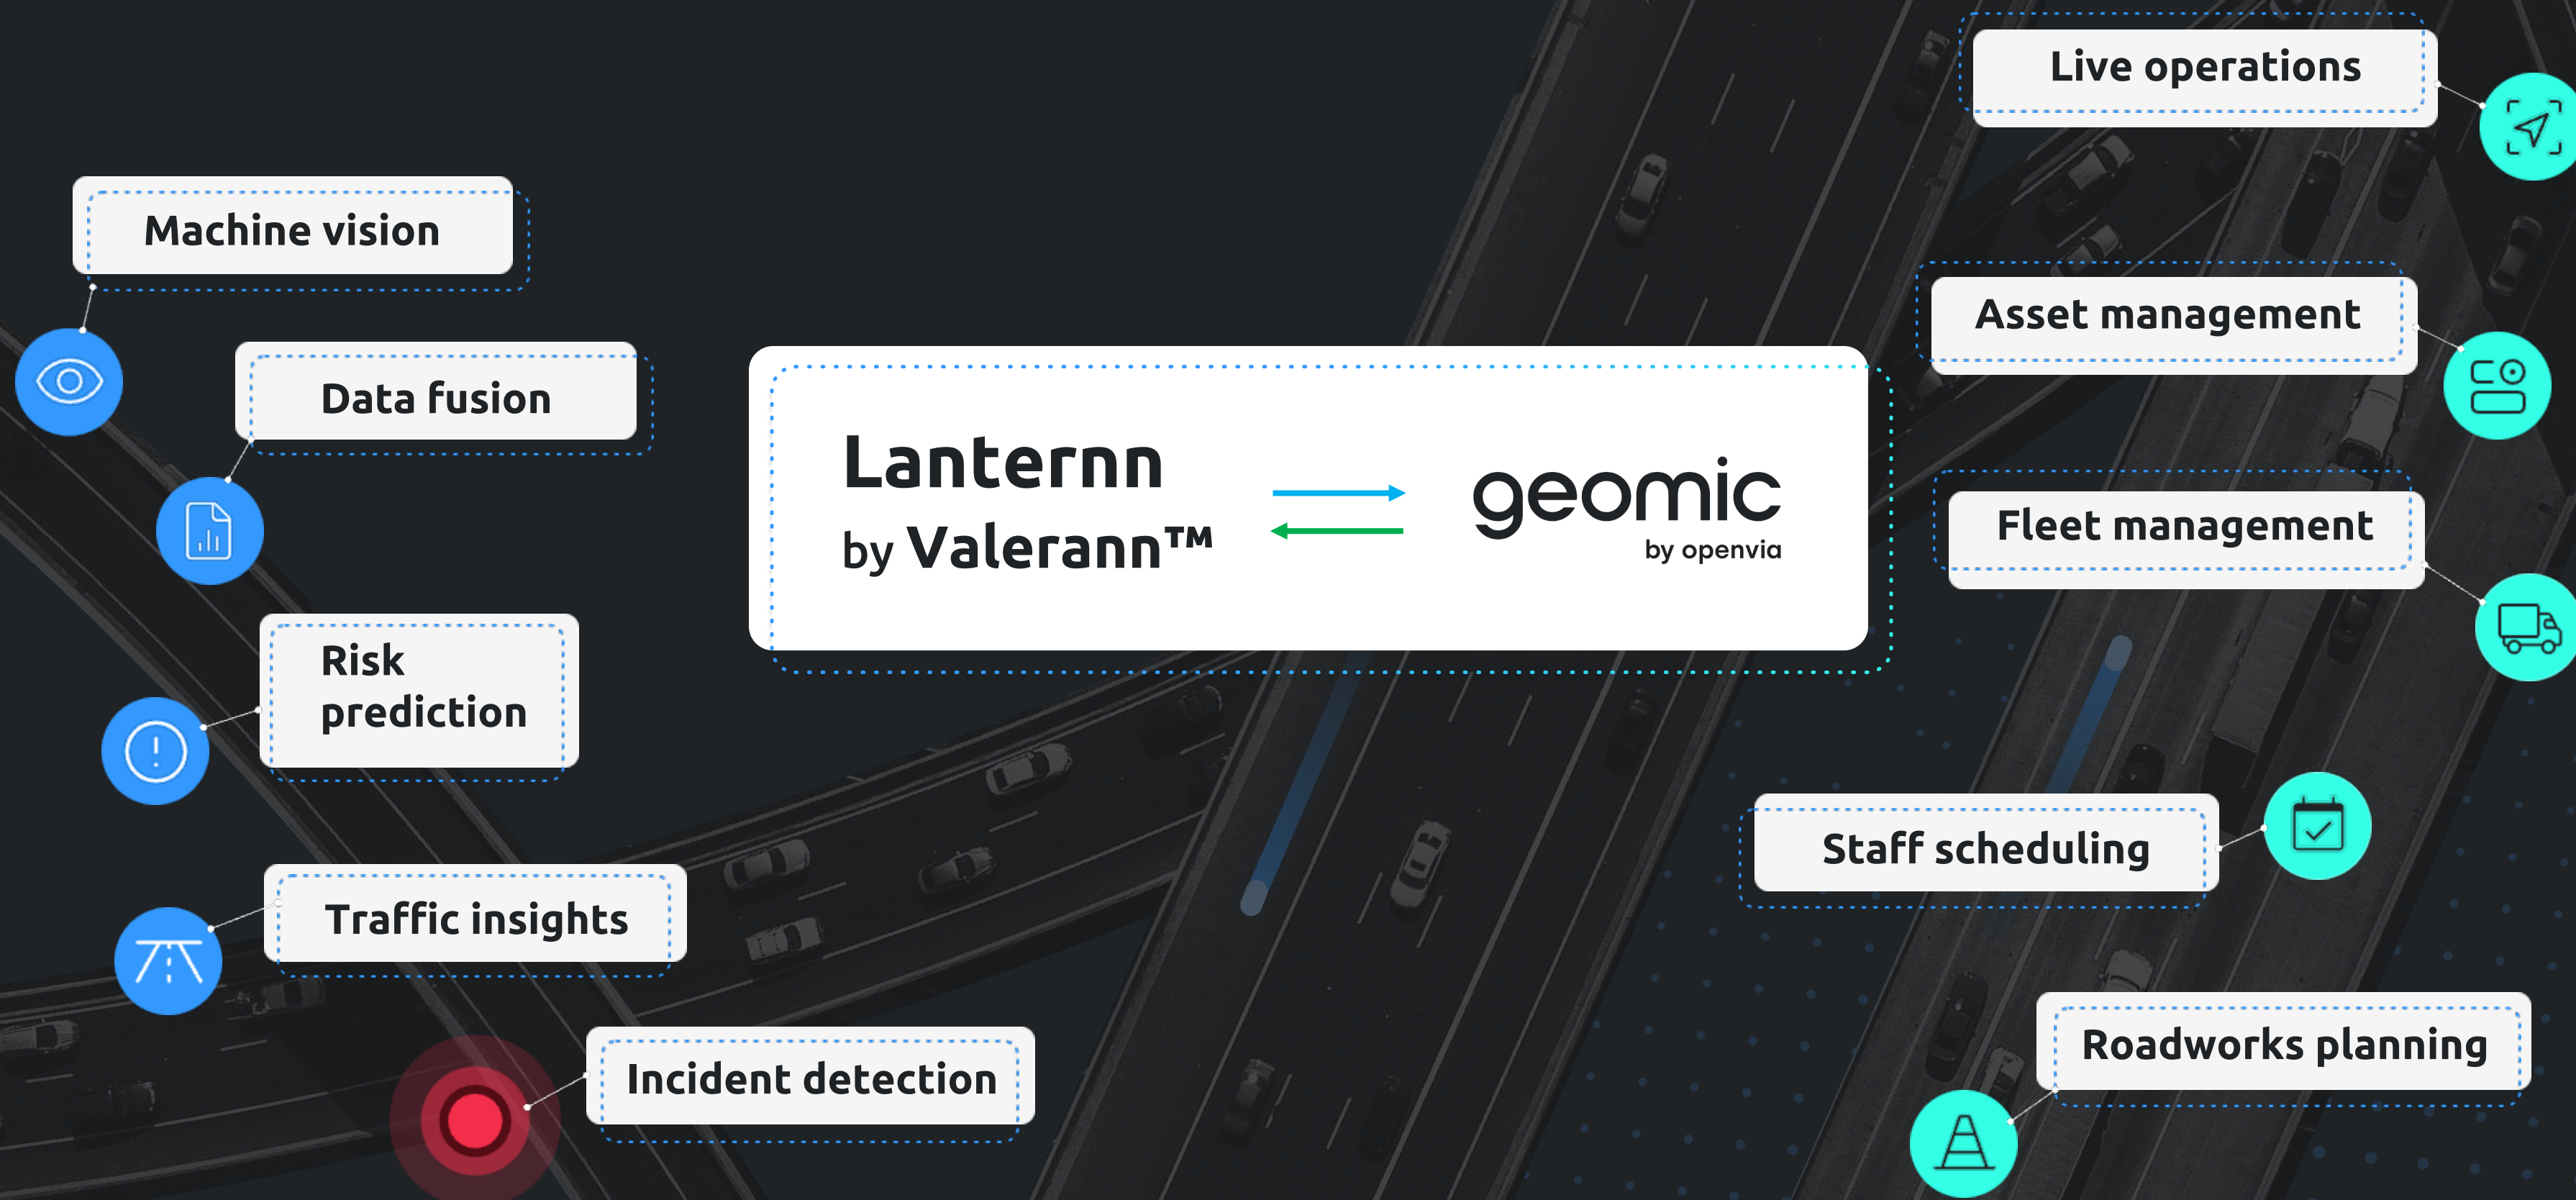 Machine vision
Data fusion
Risk
prediction
Traffic insights
Incident detection
Lanternn
by Valerann™
geomic
by openvia
Live operations
Asset management
Fleet management
Staff scheduling
Roadworks planning